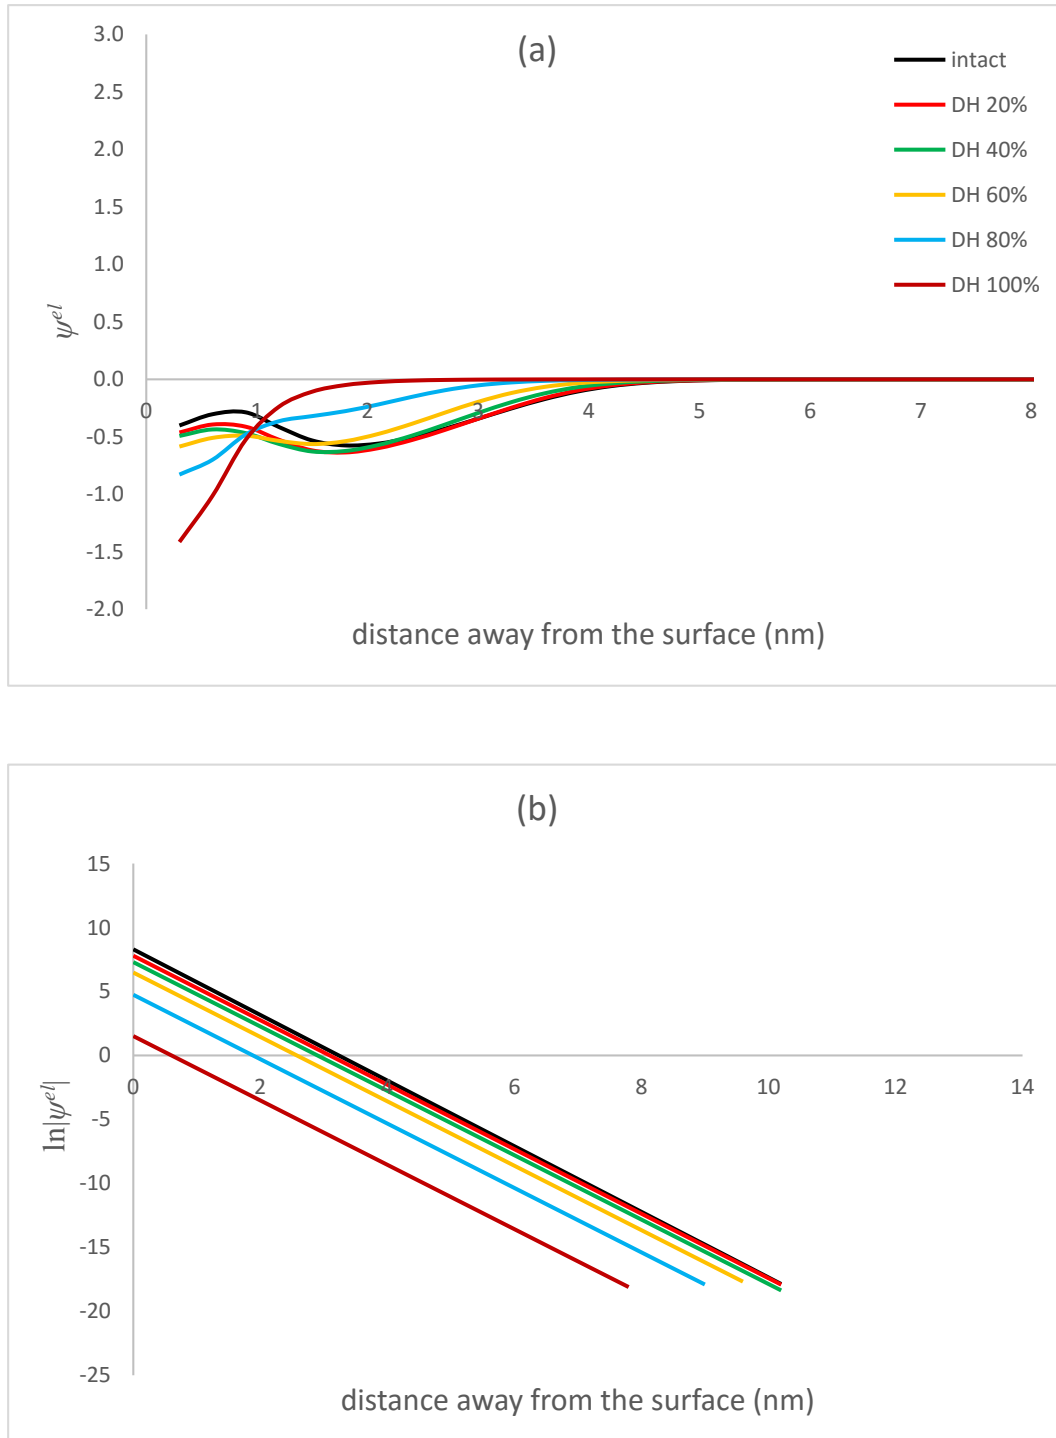 (a)
3.0
2.5
2.0
1.5
1.0
0.5
0.0
-0.5
-1.0
-1.5
-2.0
ψᵉˡ
0 1 2 3 4 5 6 7 8
distance away from the surface (nm)
intact
DH 20%
DH 40%
DH 60%
DH 80%
DH 100%
(b)
15
10
5
0
-5
-10
-15
-20
-25
ln|ψᵉˡ|
0 2 4 6 8 10 12 14
distance away from the surface (nm)